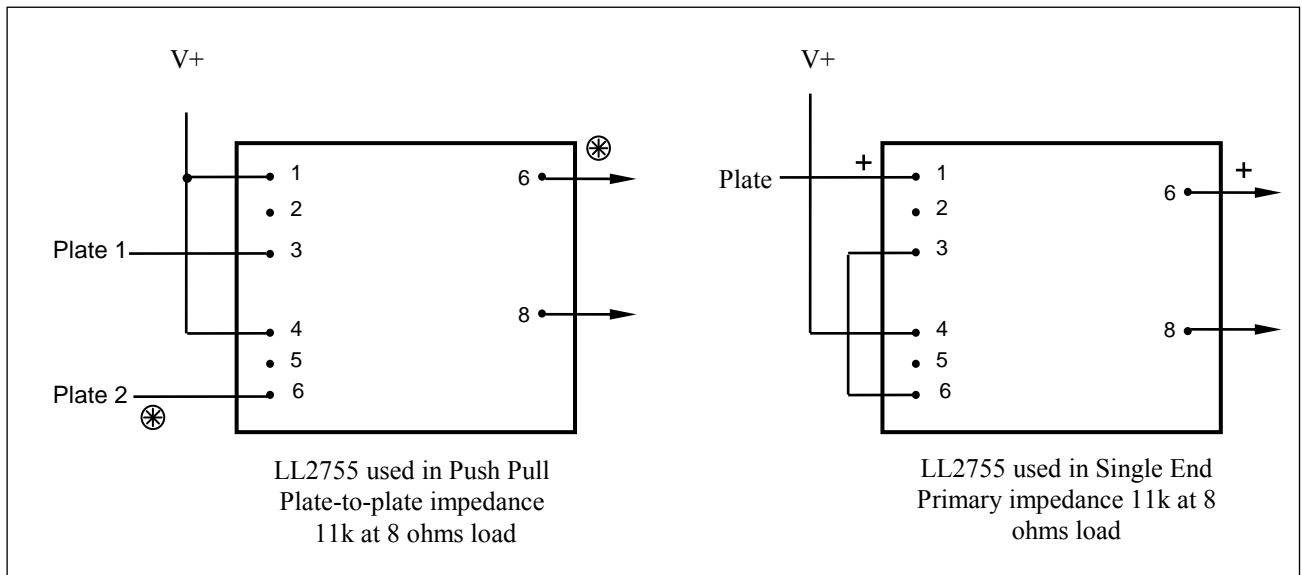 V+
1
2
Plate 1
3
4
5
Plate 2
6
6
8
LL2755 used in Push Pull
Plate-to-plate impedance
11k at 8 ohms load
V+
Plate
+
1
2
3
4
5
6
6
+
8
LL2755 used in Single End
Primary impedance 11k at 8
ohms load